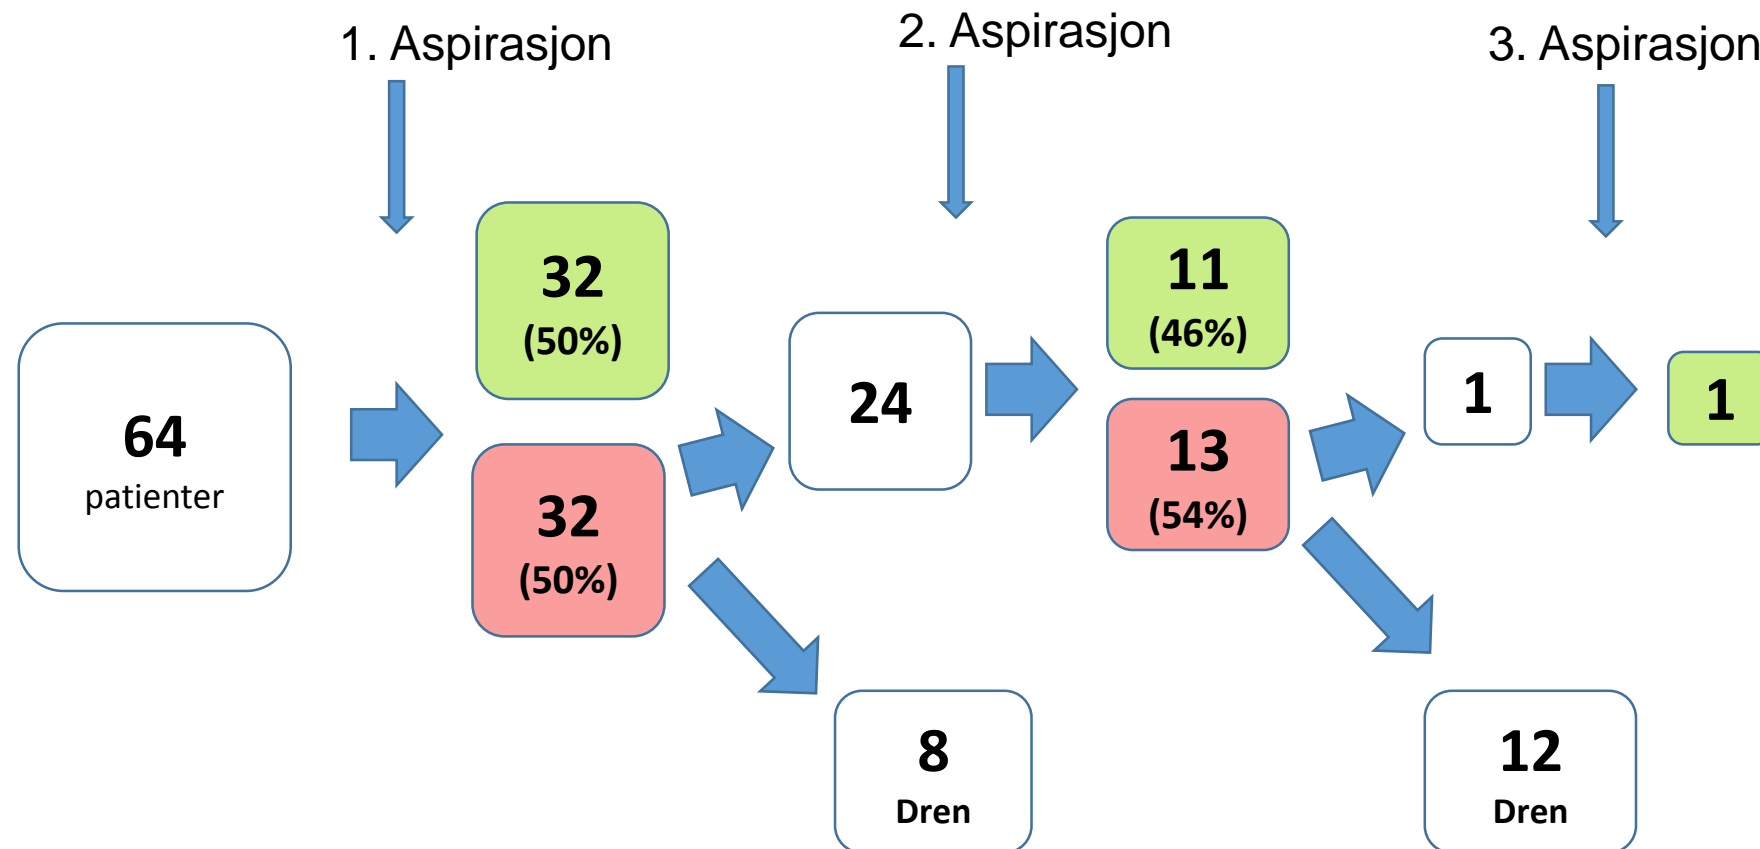 1. Aspirasjon
2. Aspirasjon
3. Aspirasjon
64
patienter
32
(50%)
32
(50%)
24
8
Dren
11
(46%)
13
(54%)
1
1
12
Dren